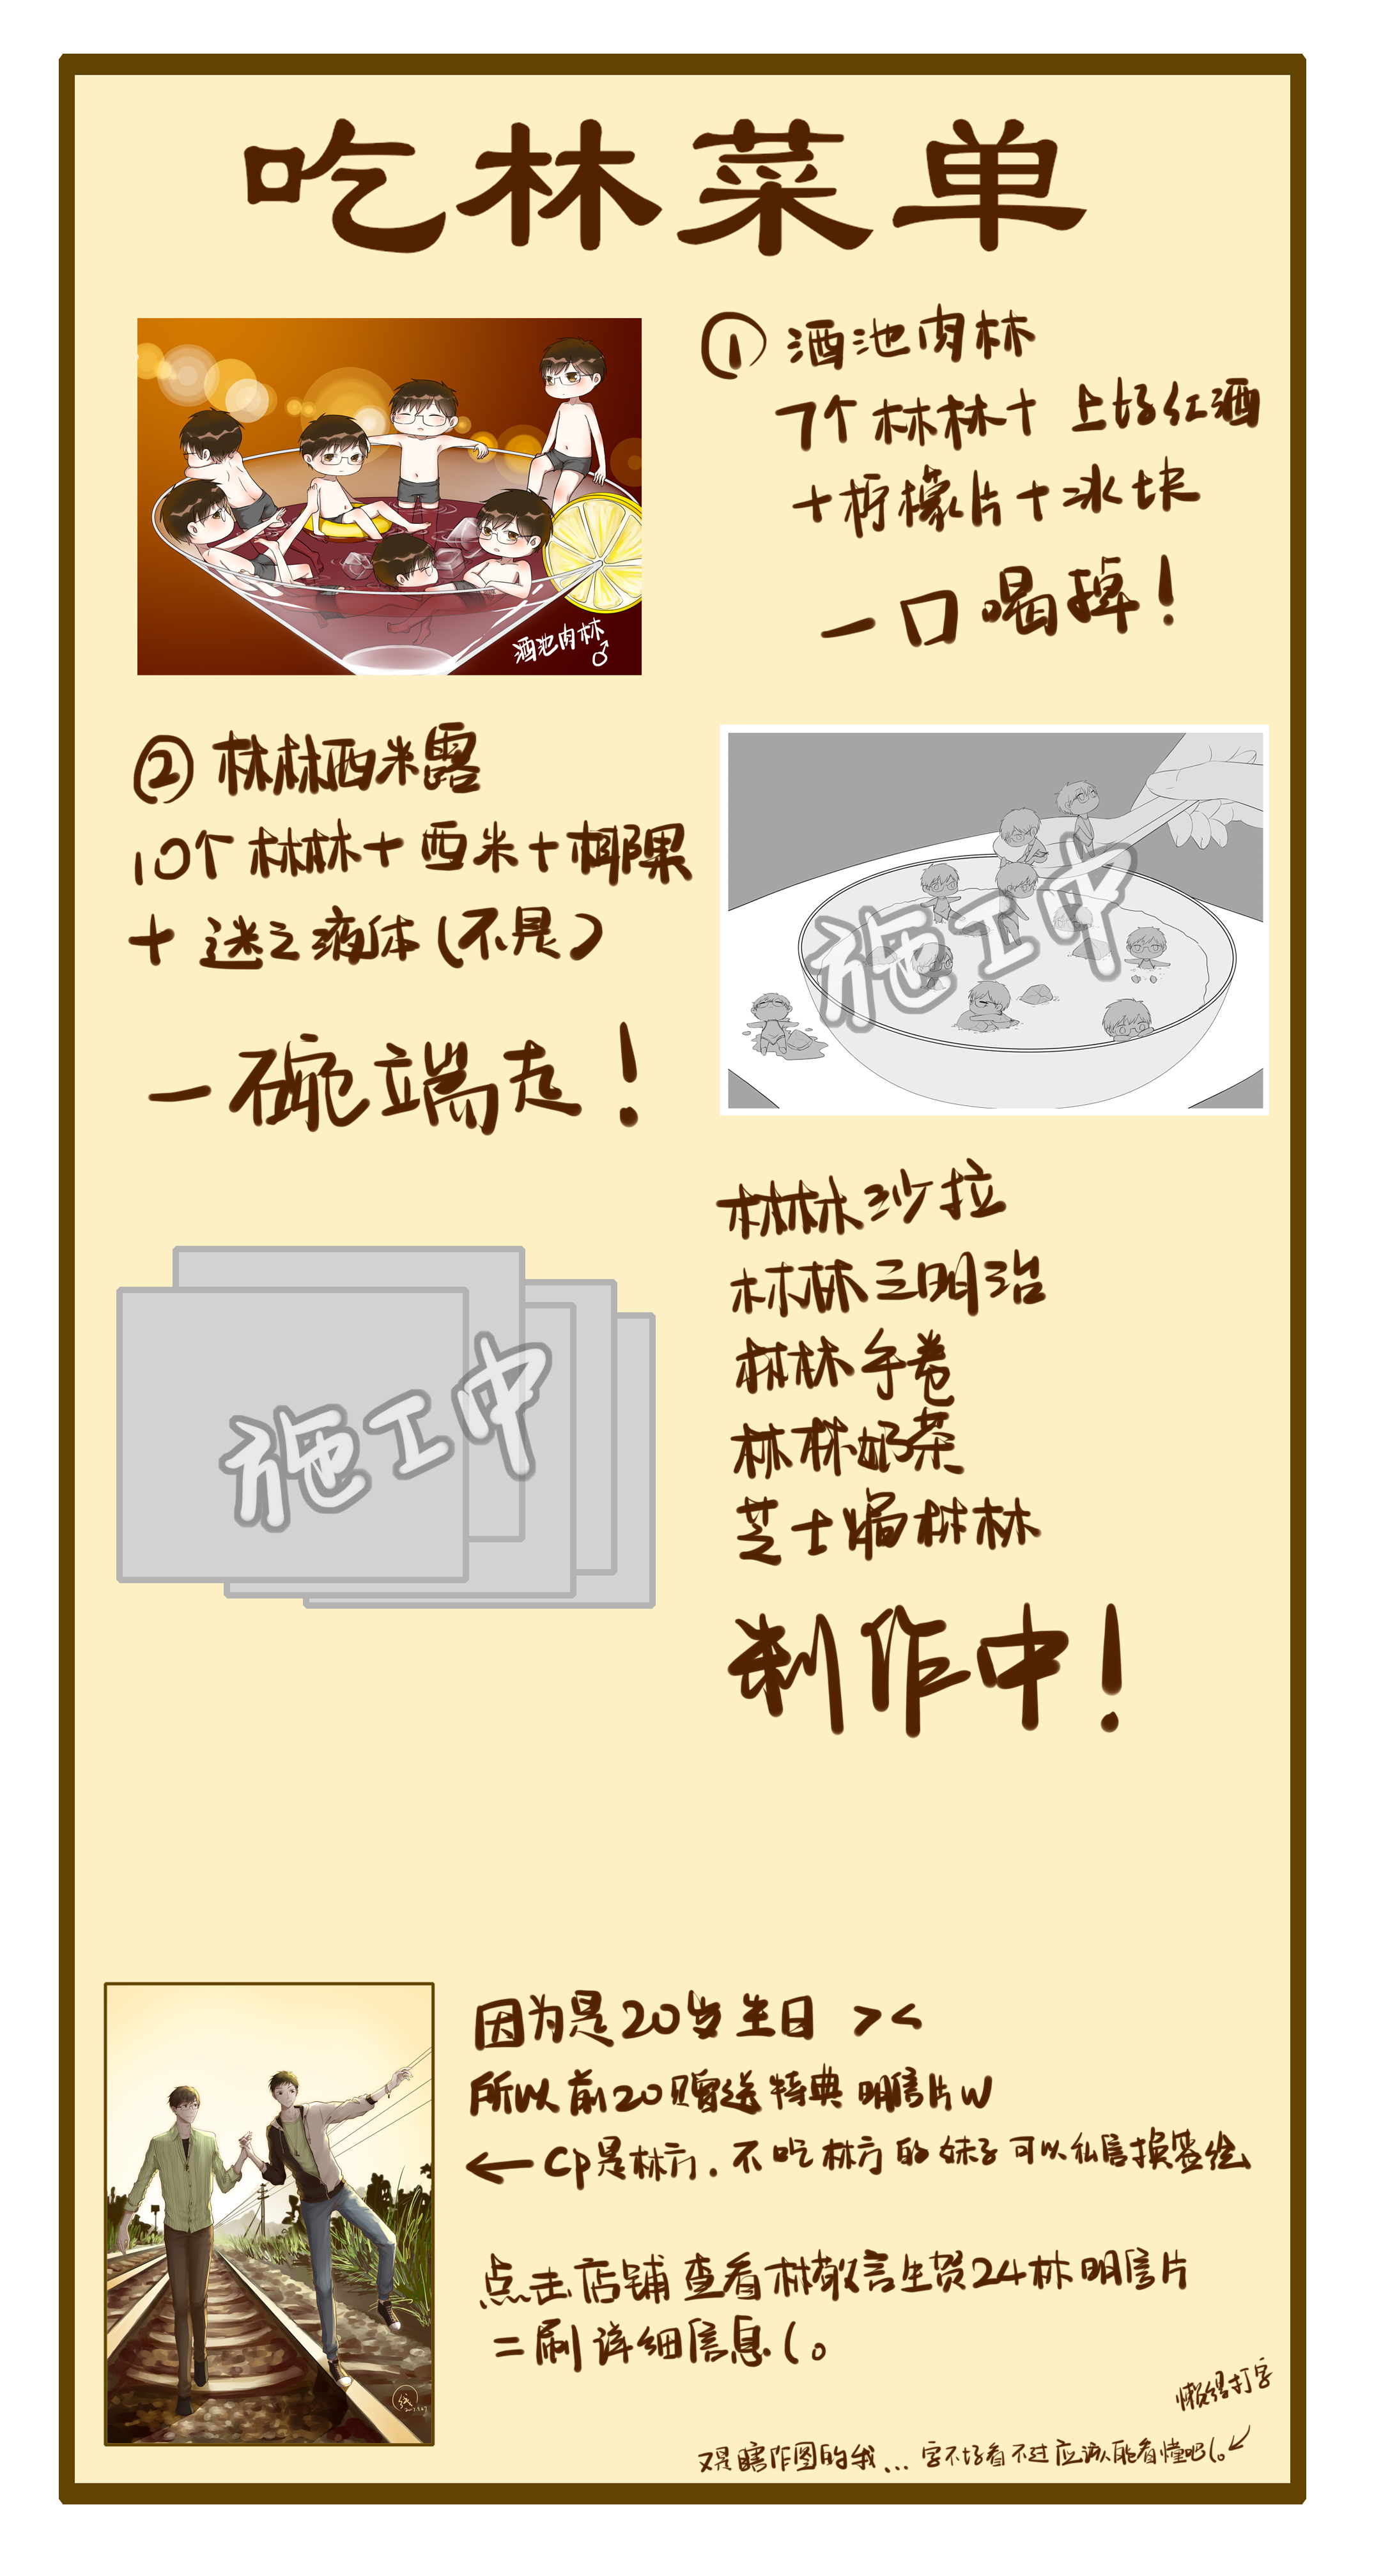 吃林菜单
① 酒池肉林
7个林林+上好红酒
+柠檬片+冰块
一口喝掉!
酒池肉林♂
② 林林西米露
10个林林+西米+椰果
+迷之液体(不是)
一碗端走!
施工中
林林沙拉
林林三明治
林林手卷
林林奶茶
芝士焗林林
制作中!
施工中
因为是20岁生日 ><
所以前20赠送特典明信片w
←cp是林方.不吃林方的妹子可以私信换签绘
点击店铺查看林敬言生贺24林明信片
二刷详细信息(。
懒得打字
又是瞎作图的我...字不好看不过应该能看懂吧(。